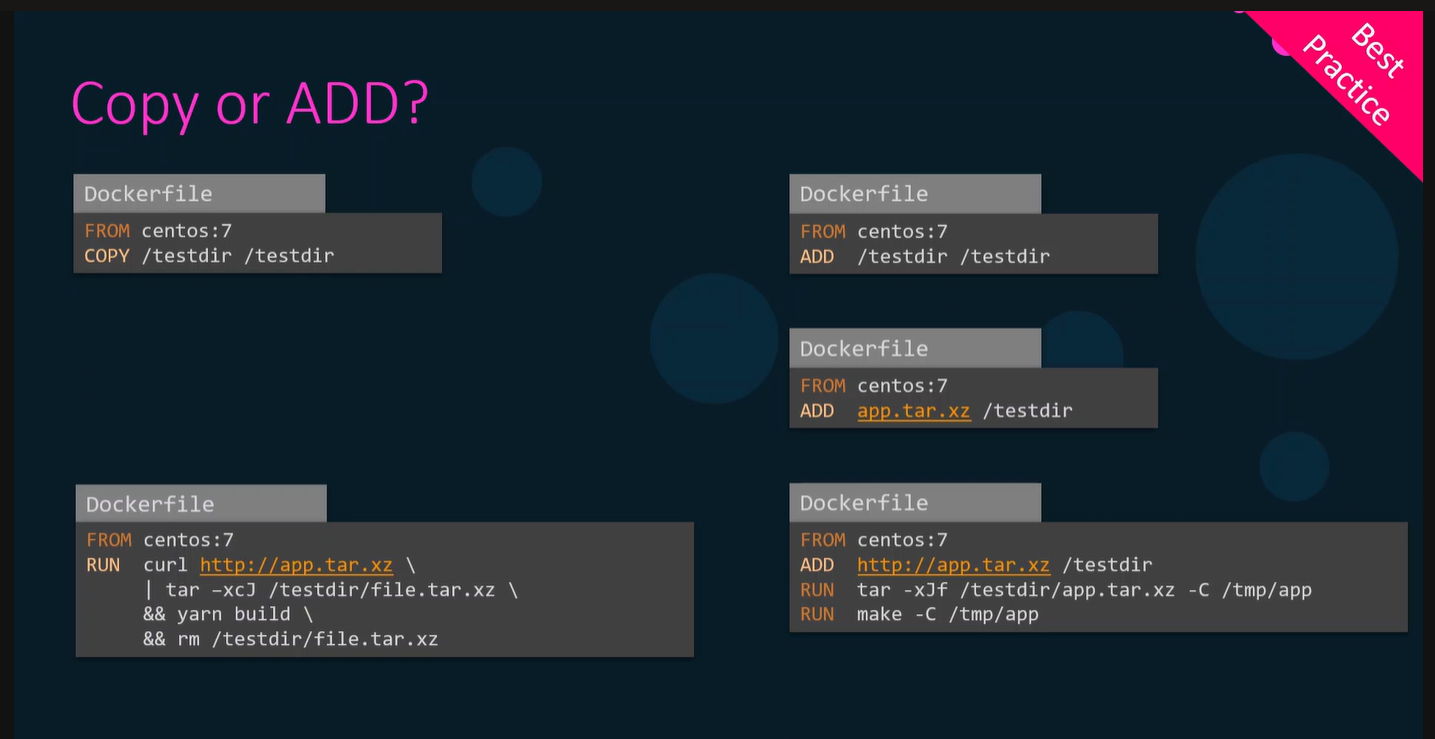 Best
Practice
Copy or ADD?
Dockerfile
FROM centos:7
COPY /testdir /testdir
Dockerfile
FROM centos:7
ADD  /testdir /testdir
Dockerfile
FROM centos:7
ADD  app.tar.xz /testdir
Dockerfile
FROM centos:7
RUN  curl http://app.tar.xz \
| tar –xcJ /testdir/file.tar.xz \
&& yarn build \
&& rm /testdir/file.tar.xz
Dockerfile
FROM centos:7
ADD  http://app.tar.xz /testdir
RUN  tar -xJf /testdir/app.tar.xz -C /tmp/app
RUN  make -C /tmp/app